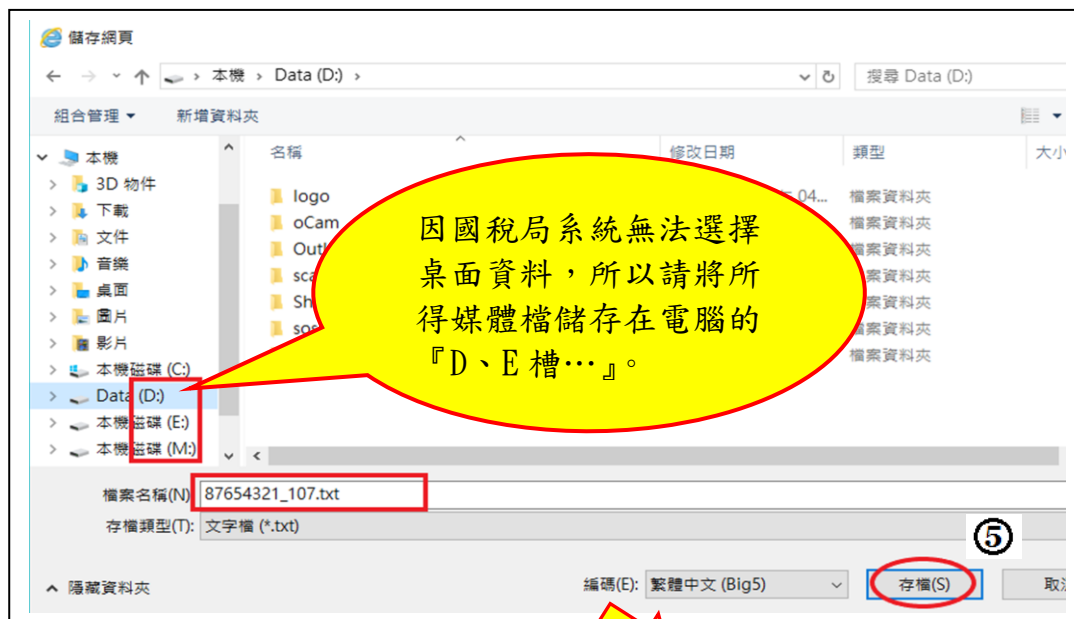 儲存網頁
本機 › Data (D:) ›
搜尋 Data (D:)
組合管理 新增資料夾
名稱 修改日期 類型 大小
本機
3D 物件
下載
文件
音樂
桌面
圖片
影片
本機磁碟 (C:)
Data (D:)
本機磁碟 (E:)
本機磁碟 (M:)
logo 04... 檔案資料夾
oCam 檔案資料夾
Out 檔案資料夾
sca 檔案資料夾
Sh 檔案資料夾
sos 檔案資料夾
檔案資料夾
因國稅局系統無法選擇
桌面資料，所以請將所
得媒體檔儲存在電腦的
『D、E 槽…』。
檔案名稱(N) 87654321_107.txt
存檔類型(T): 文字檔 (*.txt)
⑤
隱藏資料夾 編碼(E): 繁體中文 (Big5) 存檔(S) 取